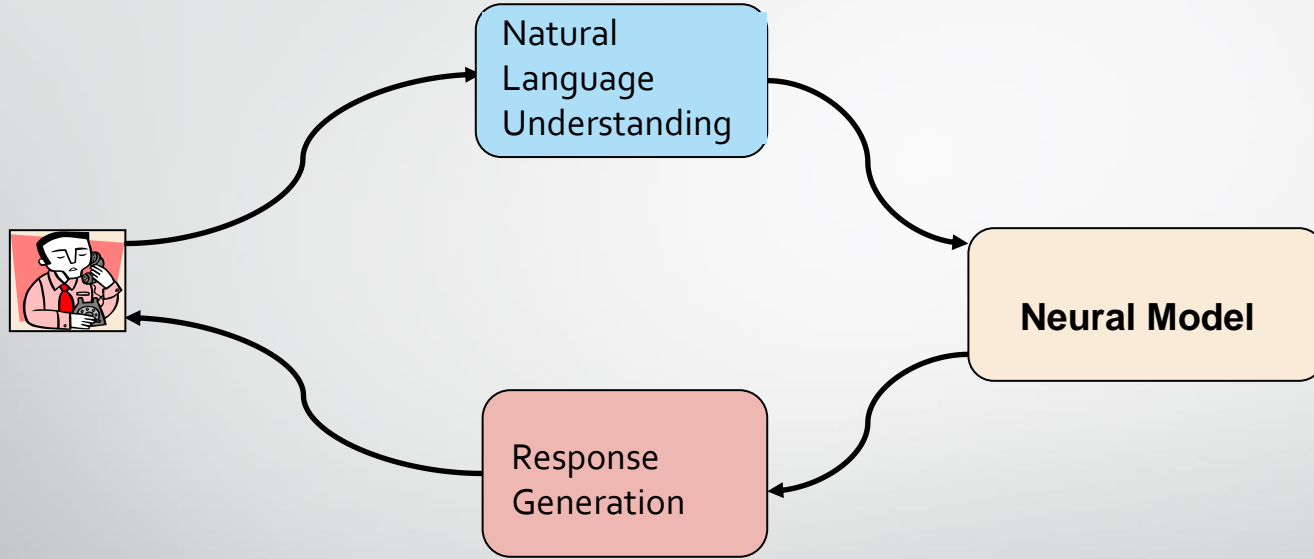 Natural
Language
Understanding
Neural Model
Response
Generation